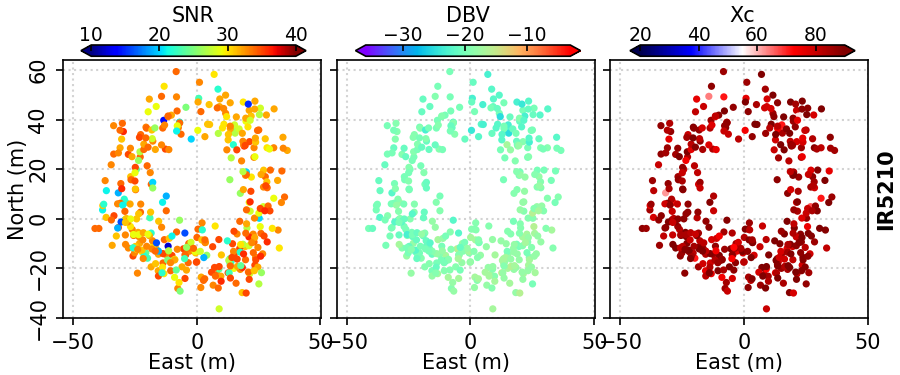 SNR DBV Xc
10 20 30 40 −30 −20 −10 20 40 60 80
60
40
20
0
−20
−40
North (m)
IR5210
−50 0 50 −50 0 50 −50 0 50
East (m) East (m) East (m)